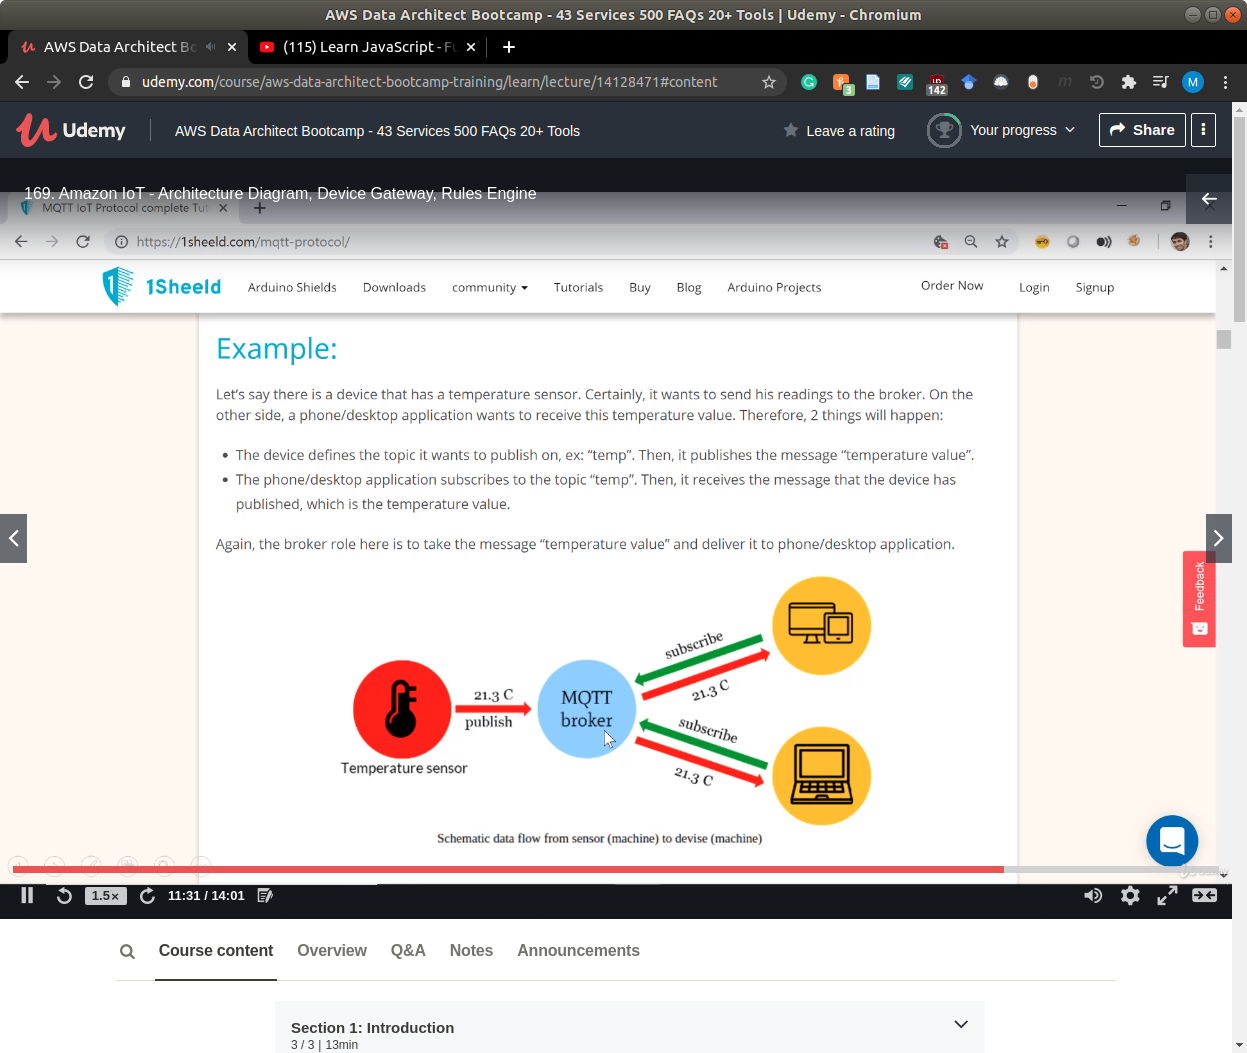 AWS Data Architect Bootcamp - 43 Services 500 FAQs 20+ Tools | Udemy - Chromium
AWS Data Architect Bo
(115) Learn JavaScript - Fu
udemy.com/course/aws-data-architect-bootcamp-training/learn/lecture/14128471#content
3
142
M
Udemy
AWS Data Architect Bootcamp - 43 Services 500 FAQs 20+ Tools
Leave a rating
Your progress
Share
169. Amazon IoT - Architecture Diagram, Device Gateway, Rules Engine
MQTT IoT Protocol complete Tut
https://1sheeld.com/mqtt-protocol/
1Sheeld
Arduino Shields
Downloads
community
Tutorials
Buy
Blog
Arduino Projects
Order Now
Login
Signup
Example:
Let's say there is a device that has a temperature sensor. Certainly, it wants to send his readings to the broker. On the
other side, a phone/desktop application wants to receive this temperature value. Therefore, 2 things will happen:
The device defines the topic it wants to publish on, ex: “temp”. Then, it publishes the message “temperature value”.
The phone/desktop application subscribes to the topic “temp”. Then, it receives the message that the device has
published, which is the temperature value.
Again, the broker role here is to take the message “temperature value” and deliver it to phone/desktop application.
Feedback
subscribe
21.3 C
21.3 C
publish
MQTT
broker
subscribe
21.3 C
Temperature sensor
Schematic data flow from sensor (machine) to devise (machine)
1.5×
11:31 / 14:01
Course content
Overview
Q&A
Notes
Announcements
Section 1: Introduction
3 / 3 | 13min